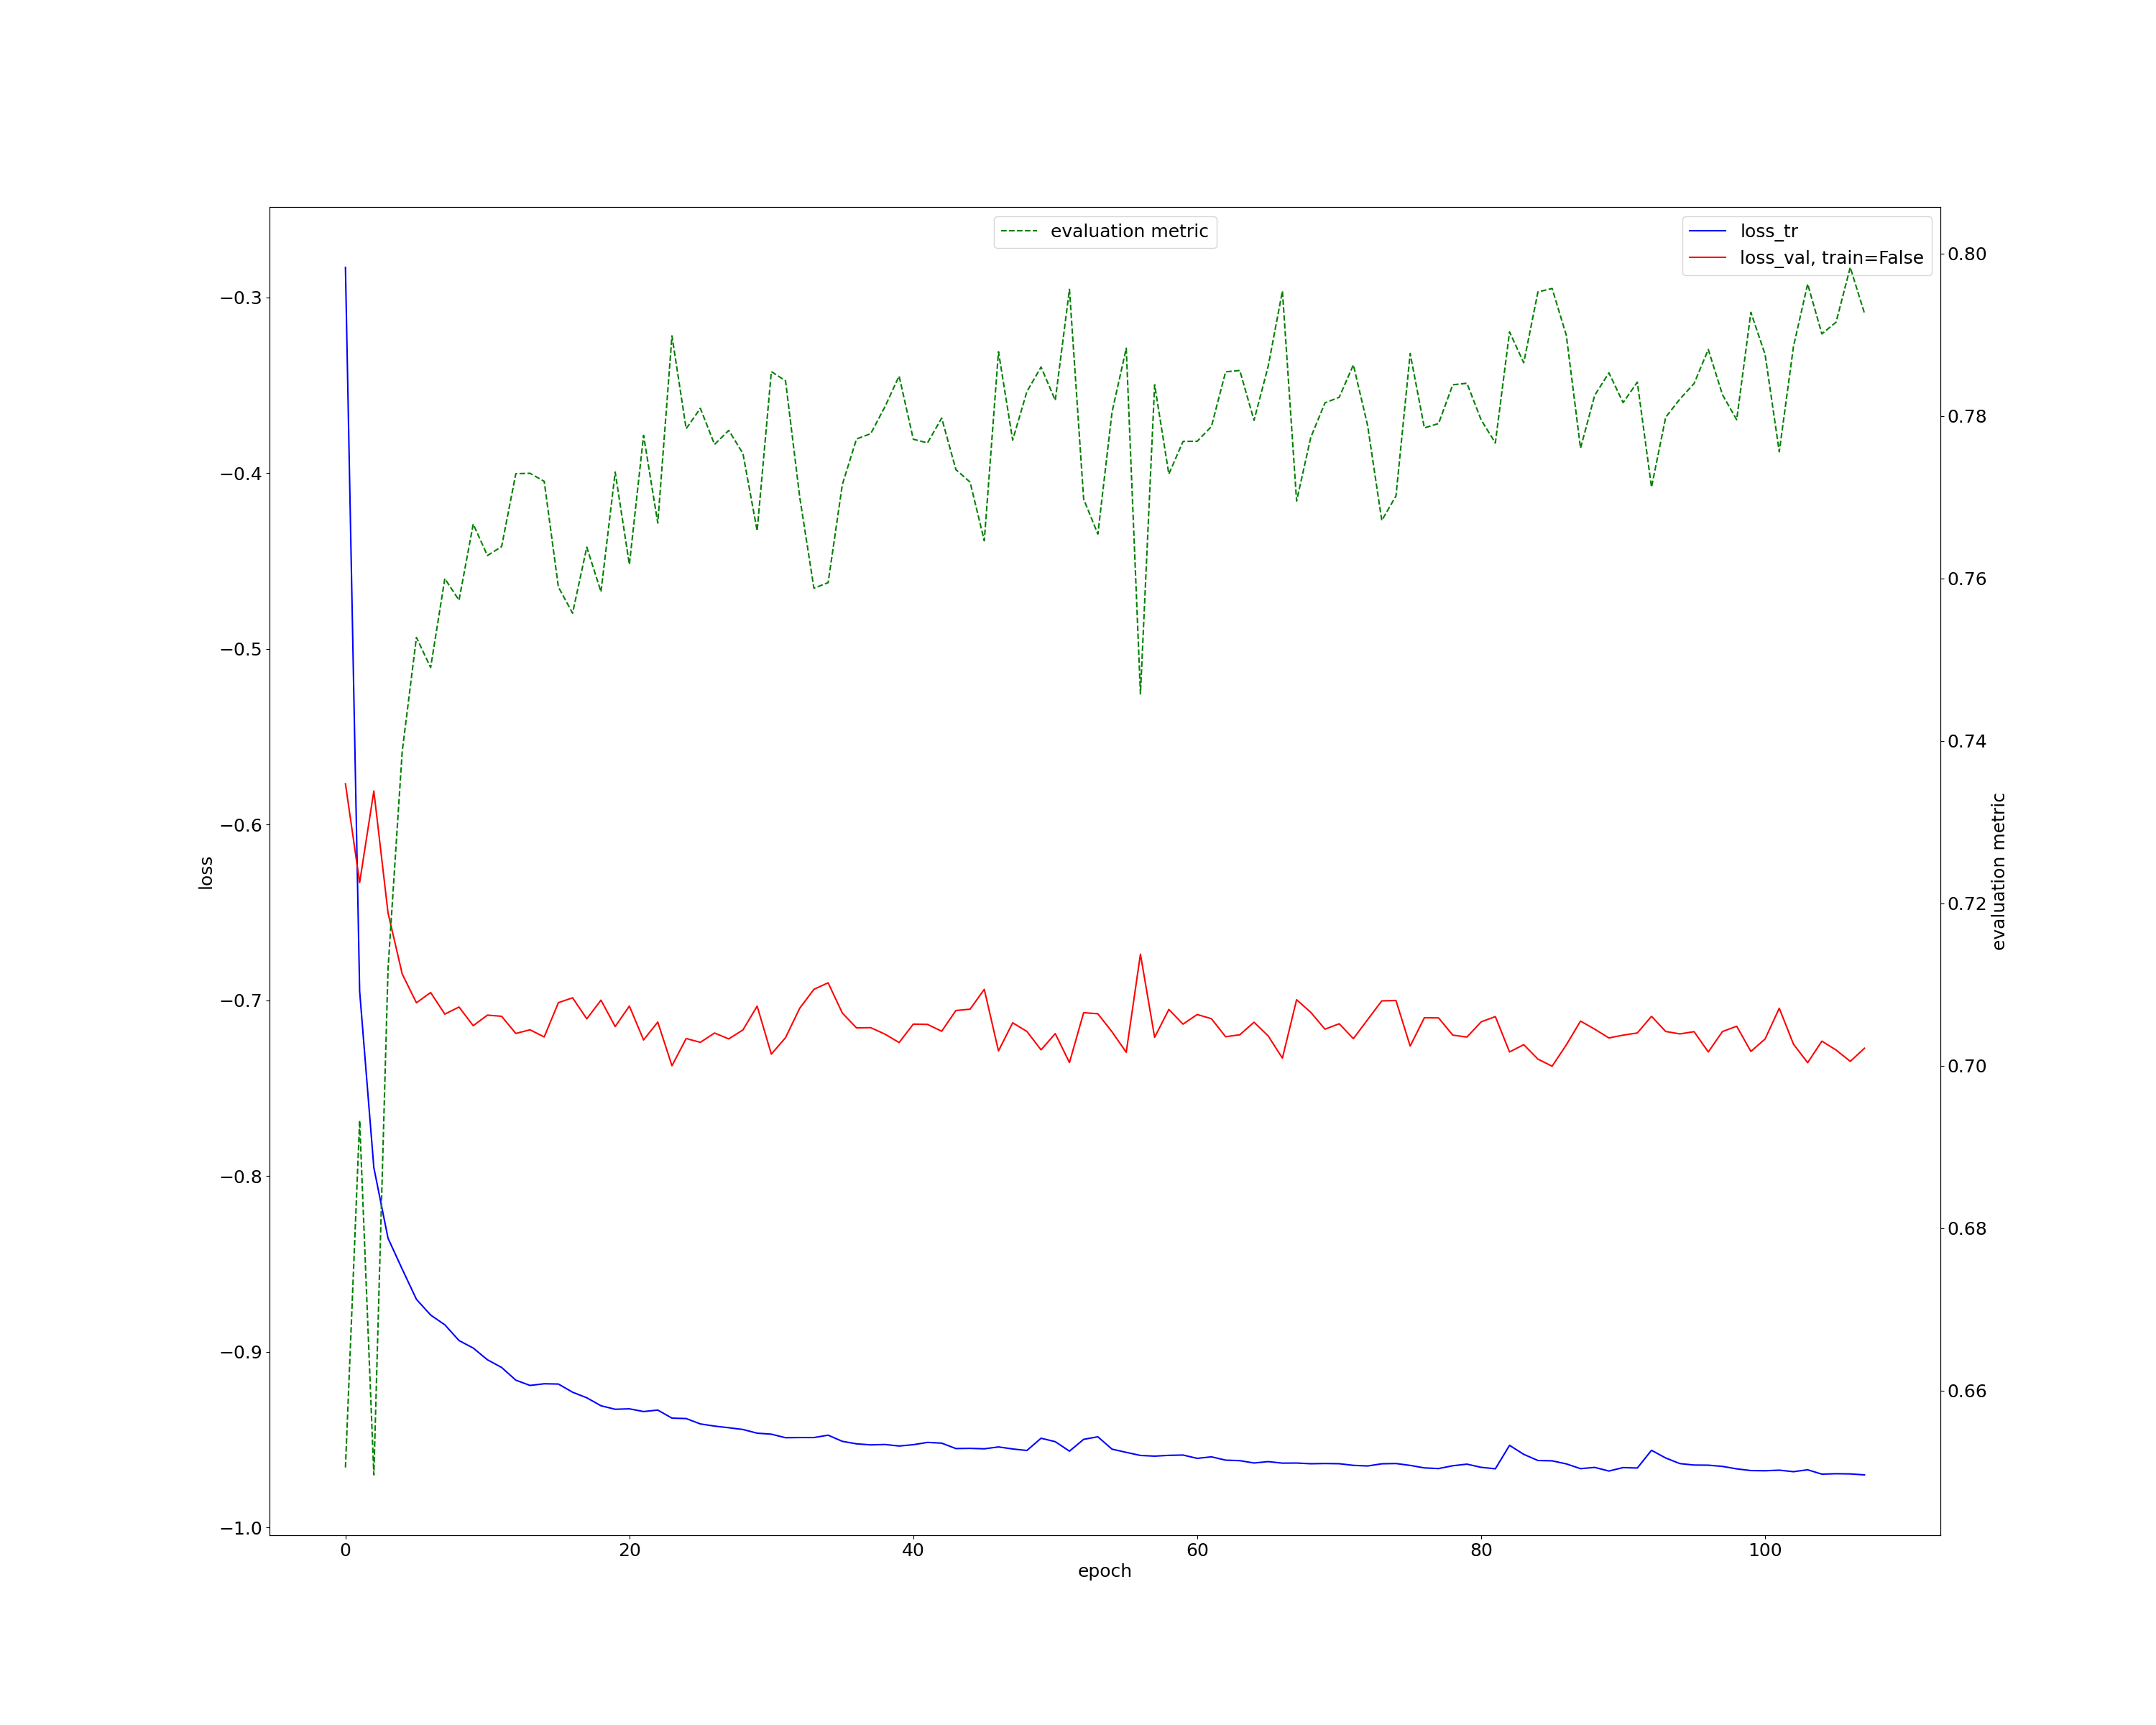 evaluation metric
loss_tr
loss_val, train=False
−0.3
−0.4
−0.5
−0.6
−0.7
−0.8
−0.9
−1.0
loss
0.80
0.78
0.76
0.74
0.72
0.70
0.68
0.66
evaluation metric
0 20 40 60 80 100
epoch